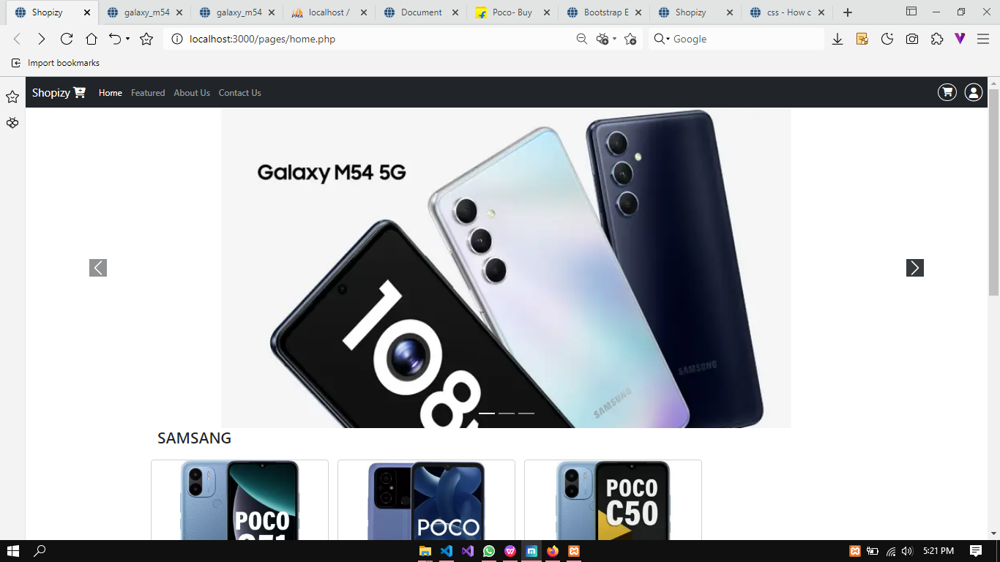 Shopizy
galaxy_m54
galaxy_m54
localhost /
Document
Poco- Buy
Bootstrap E
Shopizy
css - How c
localhost:3000/pages/home.php
Google
Import bookmarks
Shopizy Home Featured About Us Contact Us
Galaxy M54 5G
108
SAMSUNG
SAMSUNG
SAMSANG
POCO
C51
POCO
POCO
C50
5:21 PM